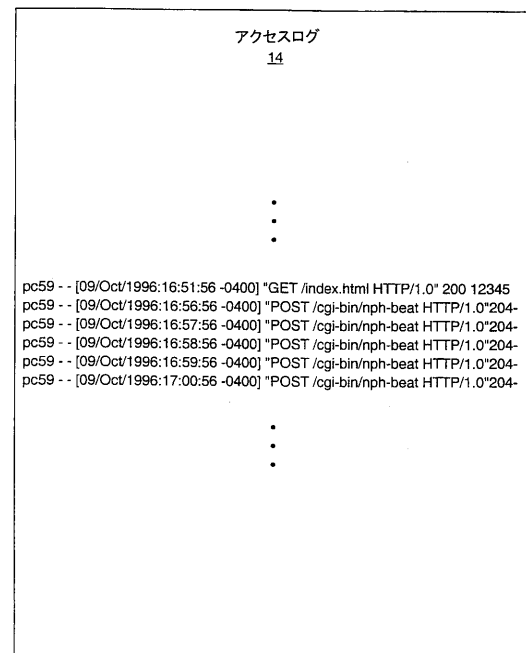 アクセスログ
14
pc59 - - [09/Oct/1996:16:51:56 -0400] "GET /index.html HTTP/1.0" 200 12345
pc59 - - [09/Oct/1996:16:56:56 -0400] "POST /cgi-bin/nph-beat HTTP/1.0"204-
pc59 - - [09/Oct/1996:16:57:56 -0400] "POST /cgi-bin/nph-beat HTTP/1.0"204-
pc59 - - [09/Oct/1996:16:58:56 -0400] "POST /cgi-bin/nph-beat HTTP/1.0"204-
pc59 - - [09/Oct/1996:16:59:56 -0400] "POST /cgi-bin/nph-beat HTTP/1.0"204-
pc59 - - [09/Oct/1996:17:00:56 -0400] "POST /cgi-bin/nph-beat HTTP/1.0"204-